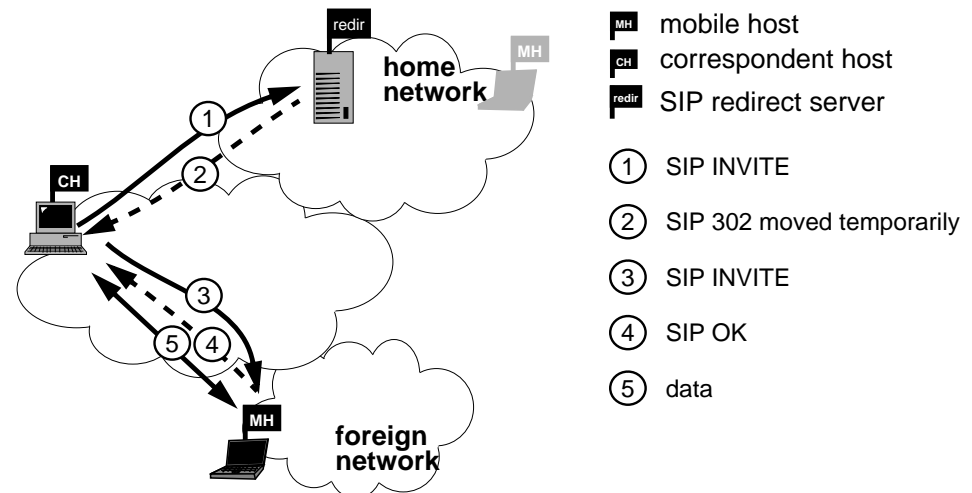 redir
home
network
MH
1
2
CH
3
4
5
MH
foreign
network
MH mobile host
CH correspondent host
redir SIP redirect server
1 SIP INVITE
2 SIP 302 moved temporarily
3 SIP INVITE
4 SIP OK
5 data